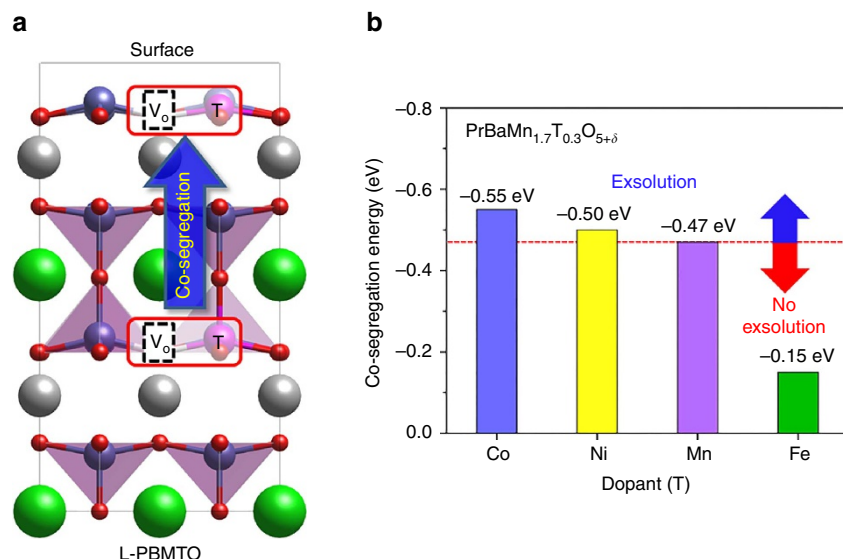 a
Surface
Vₒ T
Co-segregation
Vₒ T
L-PBMTO
b
Co-segregation energy (eV)
−0.8
−0.6
−0.4
−0.2
0.0
PrBaMn₁.₇T₀.₃O₅₊δ
Exsolution
−0.55 eV
−0.50 eV
−0.47 eV
No
exsolution
−0.15 eV
Co Ni Mn Fe
Dopant (T)